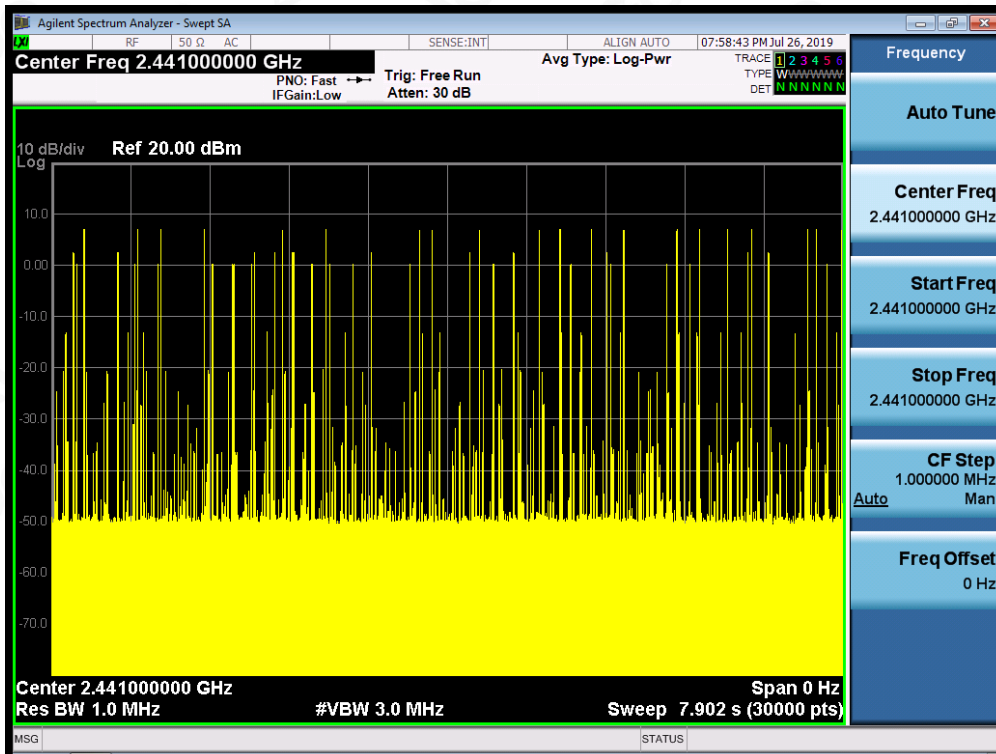 Agilent Spectrum Analyzer - Swept SA
LXI RF 50 Ω AC SENSE:INT ALIGN AUTO 07:58:43 PM Jul 26, 2019
Center Freq 2.441000000 GHz
PNO: Fast
IFGain:Low
Trig: Free Run
Atten: 30 dB
Avg Type: Log-Pwr
TRACE 1 2 3 4 5 6
TYPE WWWWWW
DET N N N N N N
10 dB/div Ref 20.00 dBm
Log
10.0
0.00
-10.0
-20.0
-30.0
-40.0
-50.0
-60.0
-70.0
Center 2.441000000 GHz Span 0 Hz
Res BW 1.0 MHz #VBW 3.0 MHz Sweep 7.902 s (30000 pts)
MSG STATUS
Frequency
Auto Tune
Center Freq
2.441000000 GHz
Start Freq
2.441000000 GHz
Stop Freq
2.441000000 GHz
CF Step
1.000000 MHz
Auto Man
Freq Offset
0 Hz